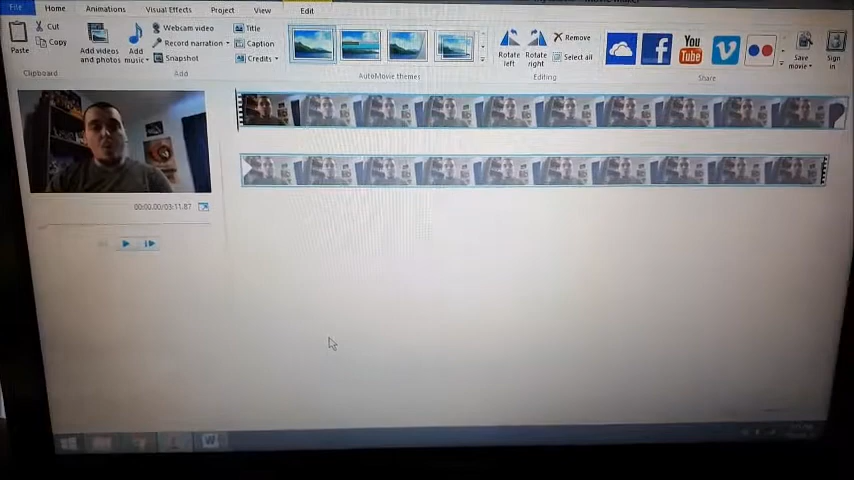 File Home Animations Visual Effects Project View Edit
Paste
Cut
Copy
Clipboard
Add videos
and photos
Add
music
Webcam video
Record narration
Snapshot
Add
Title
Caption
Credits
AutoMovie themes
Rotate
left
Rotate
right
Remove
Select all
Editing
You
Tube
Share
Save
movie
Sign
in
00:00.00/03:11.87